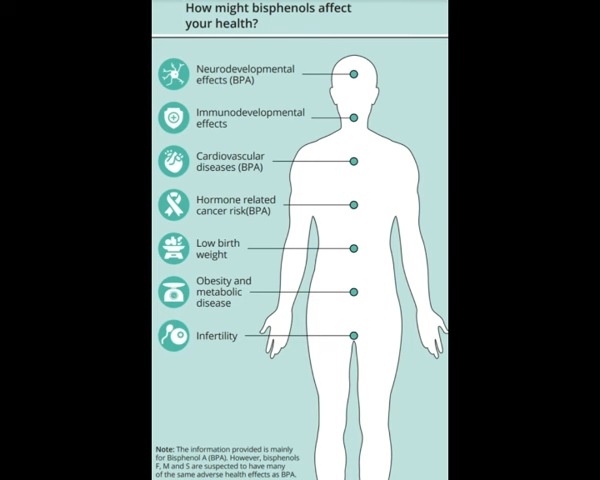 How might bisphenols affect
your health?
Neurodevelopmental
effects (BPA)
Immunodevelopmental
effects
Cardiovascular
diseases (BPA)
Hormone related
cancer risk(BPA)
Low birth
weight
Obesity and
metabolic
disease
Infertility
Note: The information provided is mainly
for Bisphenol A (BPA). However, bisphenols
F, M and S are suspected to have many
of the same adverse health effects as BPA.